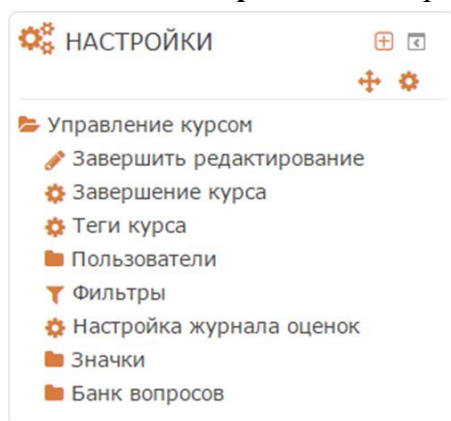 НАСТРОЙКИ
Управление курсом
Завершить редактирование
Завершение курса
Теги курса
Пользователи
Фильтры
Настройка журнала оценок
Значки
Банк вопросов